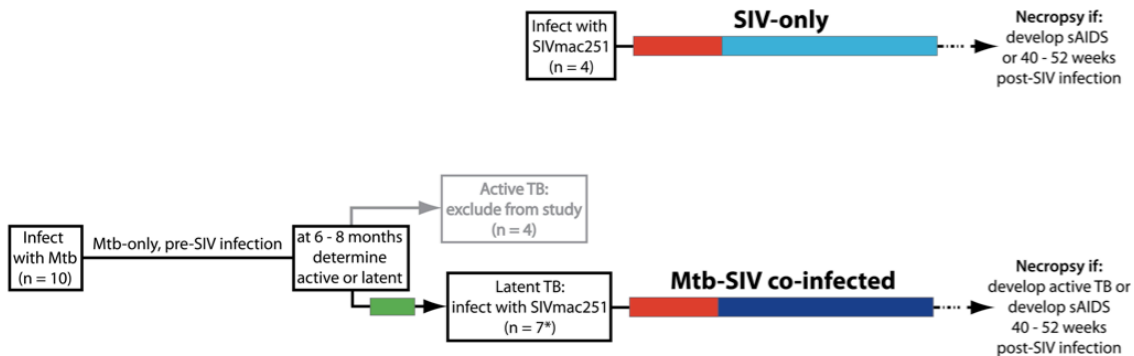 Infect with
SIVmac251
(n = 4)
SIV-only
Necropsy if:
develop sAIDS
or 40 - 52 weeks
post-SIV infection
Infect
with Mtb
(n = 10)
Mtb-only, pre-SIV infection
at 6 - 8 months
determine
active or latent
Active TB:
exclude from study
(n = 4)
Latent TB:
infect with SIVmac251
(n = 7*)
Mtb-SIV co-infected
Necropsy if:
develop active TB or
develop sAIDS
40 - 52 weeks
post-SIV infection